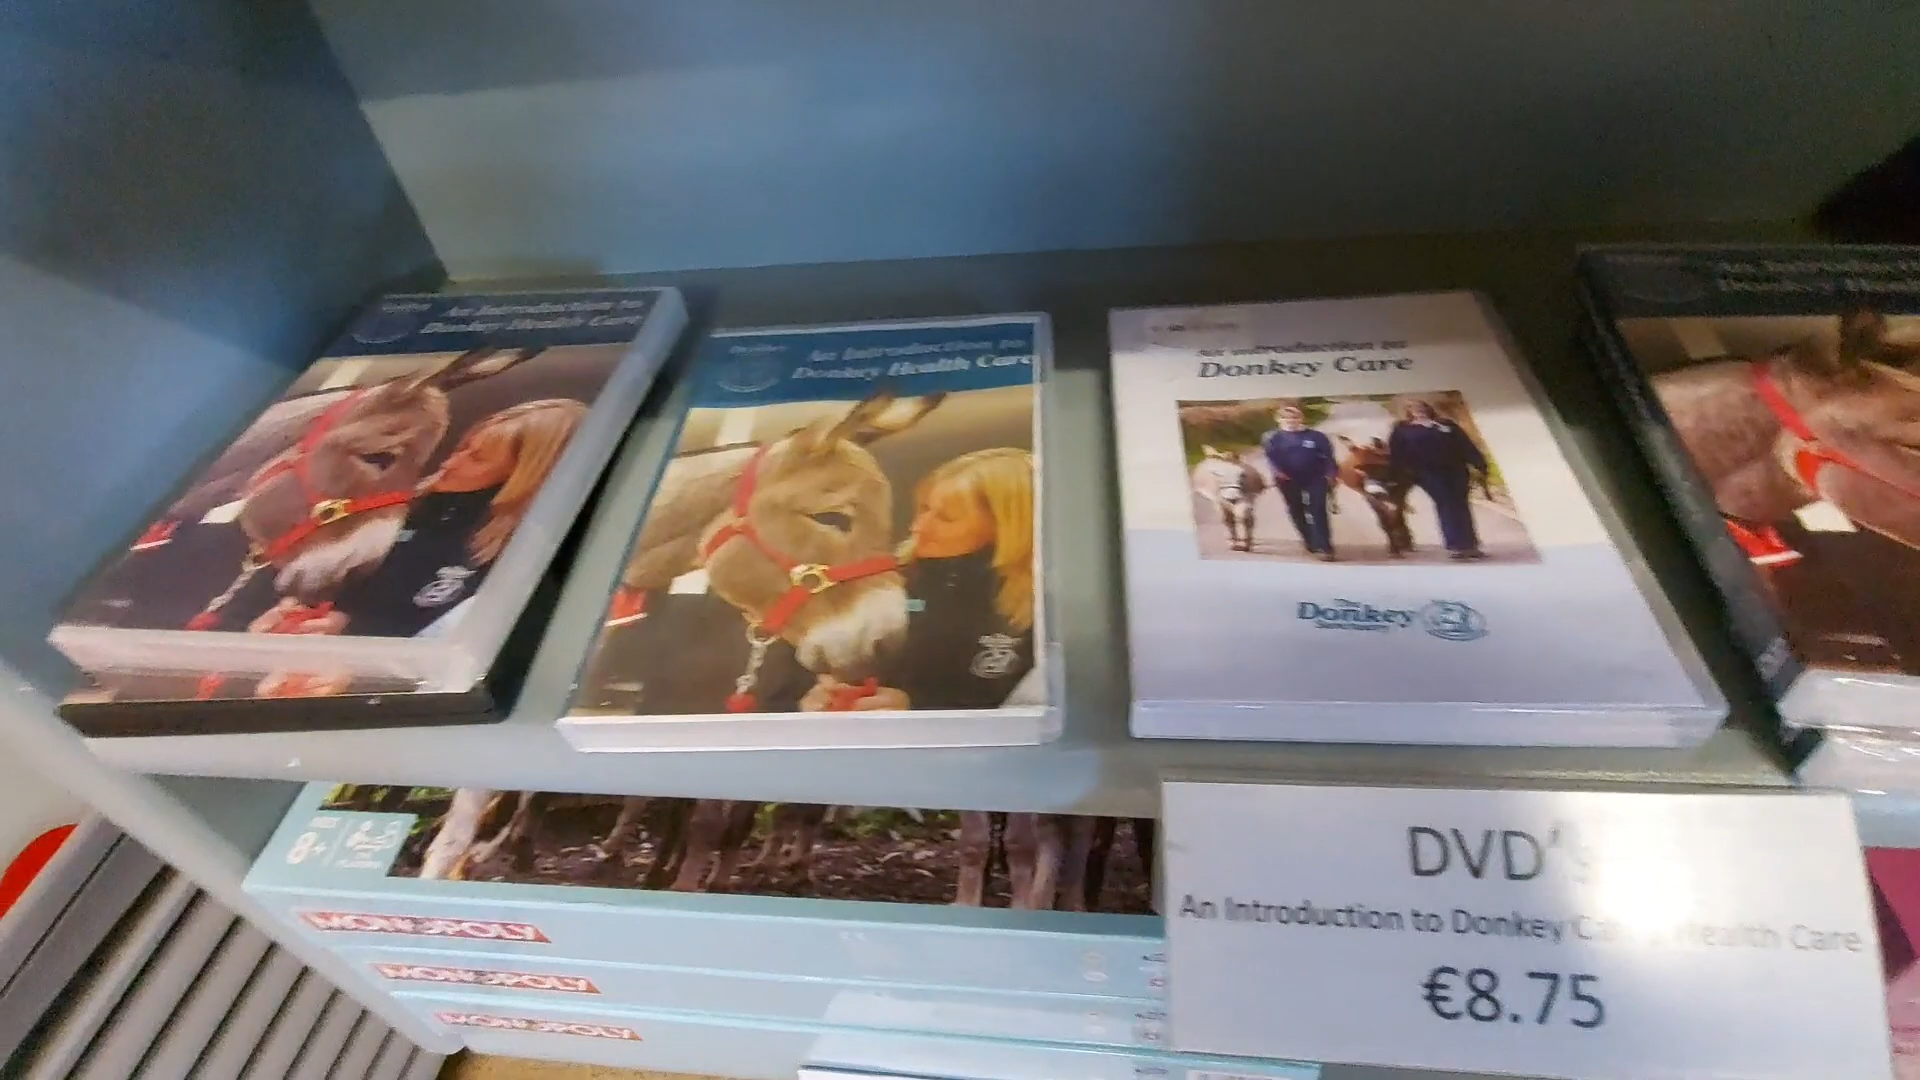 An Introduction to
Donkey Health Care
An Introduction to
Donkey Health Care
An introduction to
Donkey Care
The
Donkey
Sanctuary
8+
MONOPOLY
MONOPOLY
MONOPOLY
DVD's
An Introduction to Donkey Health Care
€8.75